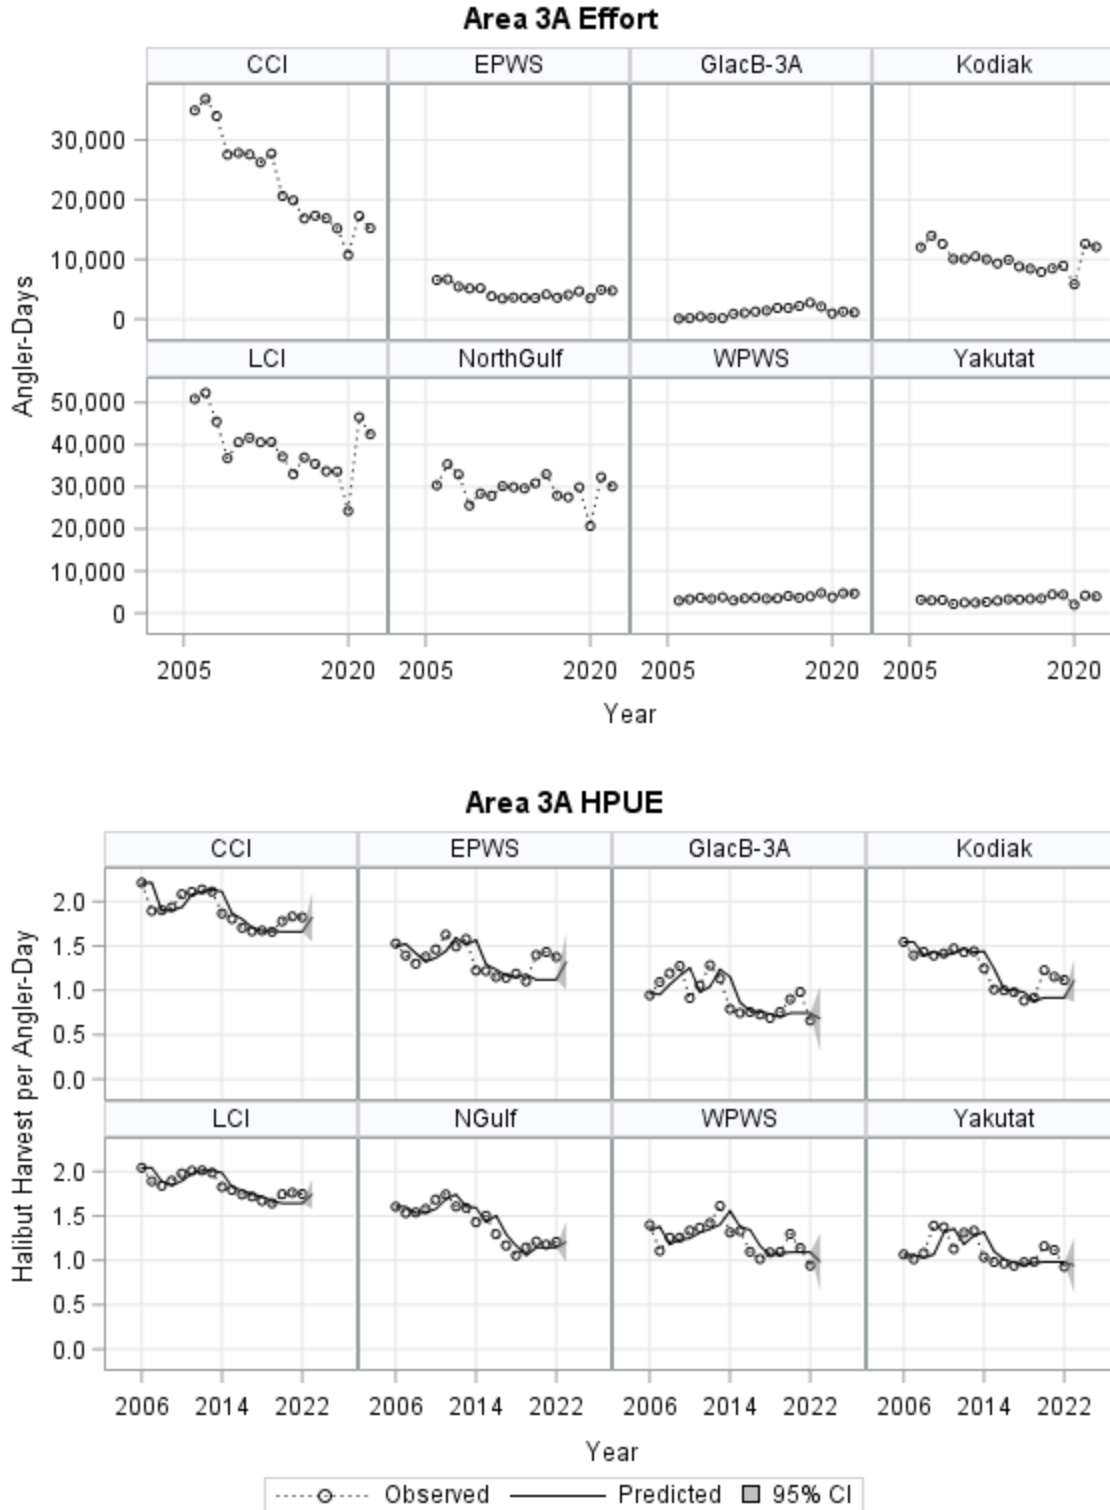 Area 3A Effort
CCI EPWS GlacB-3A Kodiak
30,000
20,000
10,000
0
LCI NorthGulf WPWS Yakutat
50,000
40,000
30,000
20,000
10,000
0
Angler-Days
2005 2020 2005 2020 2005 2020 2005 2020
Year
Area 3A HPUE
CCI EPWS GlacB-3A Kodiak
2.0
1.5
1.0
0.5
0.0
LCI NGulf WPWS Yakutat
2.0
1.5
1.0
0.5
0.0
Halibut Harvest per Angler-Day
2006 2014 2022 2006 2014 2022 2006 2014 2022 2006 2014 2022
Year
Observed Predicted 95% CI